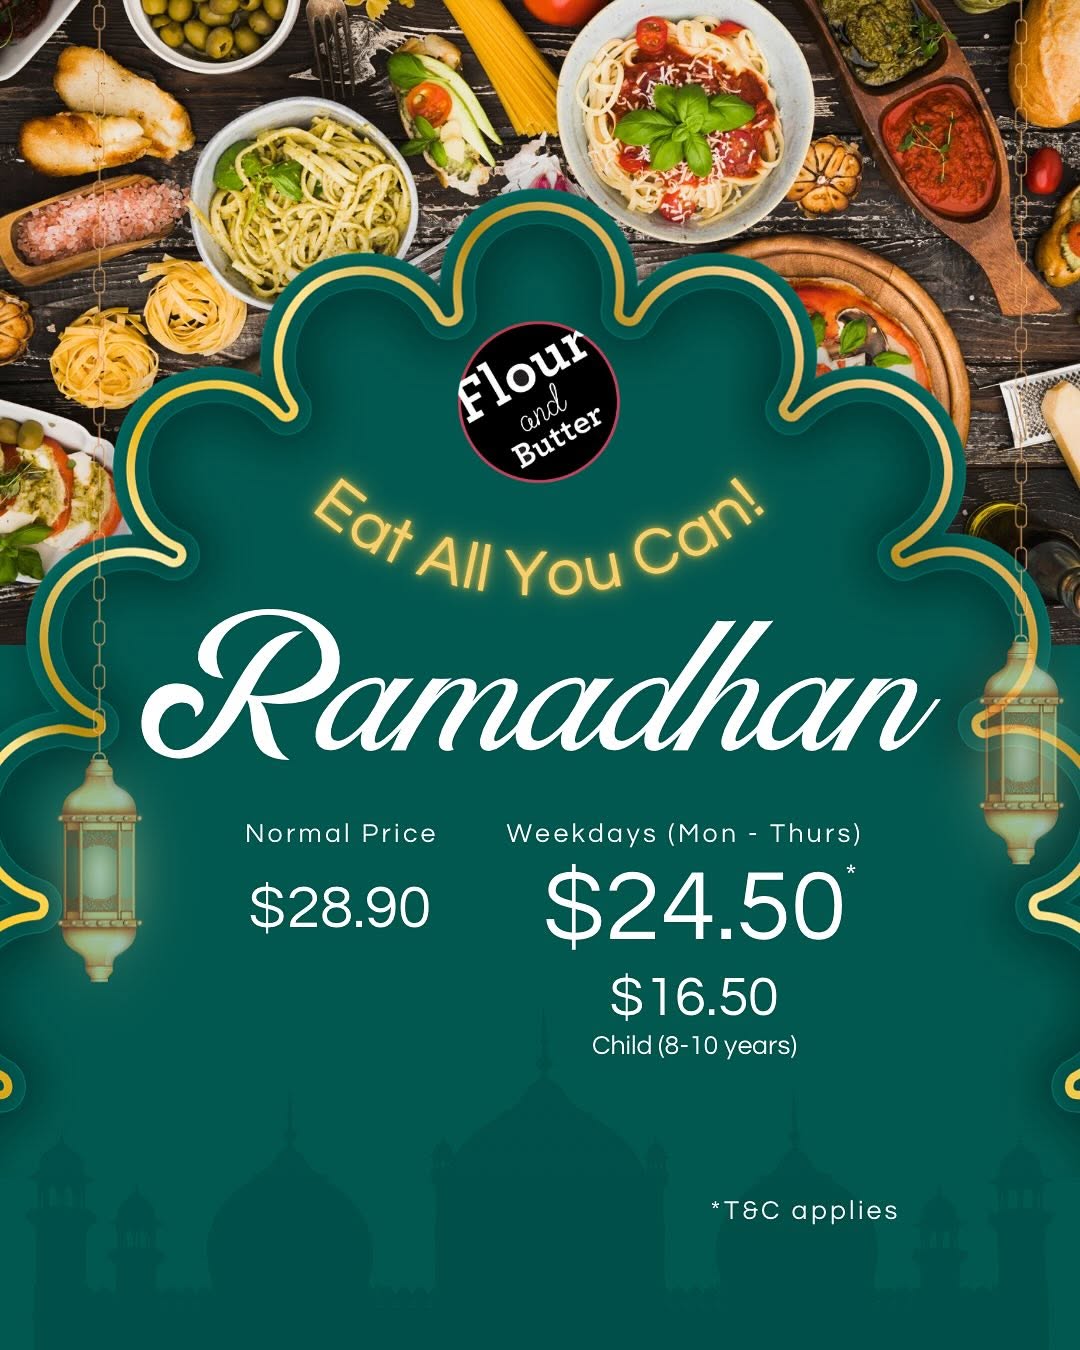 Flour
and
Butter
Eat All You Can!
Ramadhan
Normal Price
$28.90
Weekdays (Mon - Thurs)
$24.50*
$16.50
Child (8-10 years)
*T&C applies